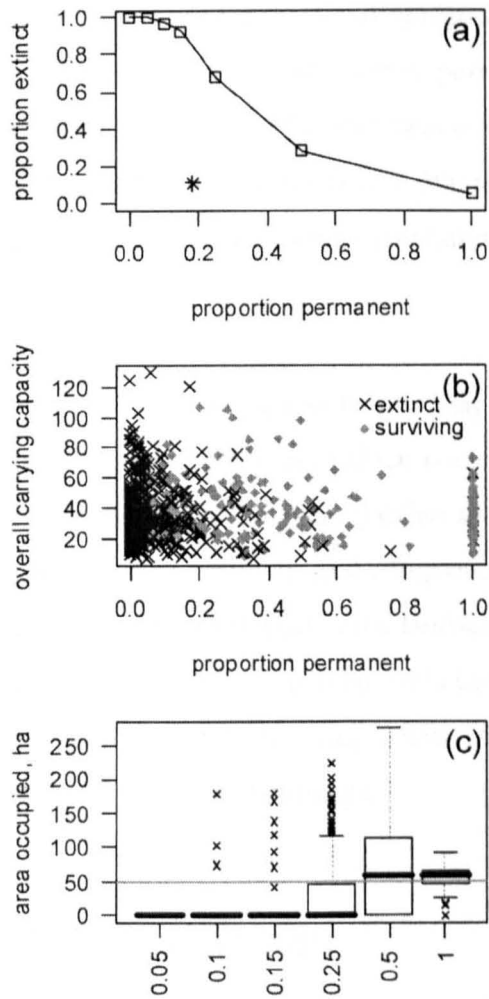 (a)
proportion extinct
1.0
0.8
0.6
0.4
0.2
0.0
*
0.0 0.2 0.4 0.6 0.8 1.0
proportion permanent
(b)
overall carrying capacity
120
100
80
60
40
20
× extinct
surviving
0.0 0.2 0.4 0.6 0.8 1.0
proportion permanent
(c)
area occupied, ha
250
200
150
100
50
0
0.05 0.1 0.15 0.25 0.5 1